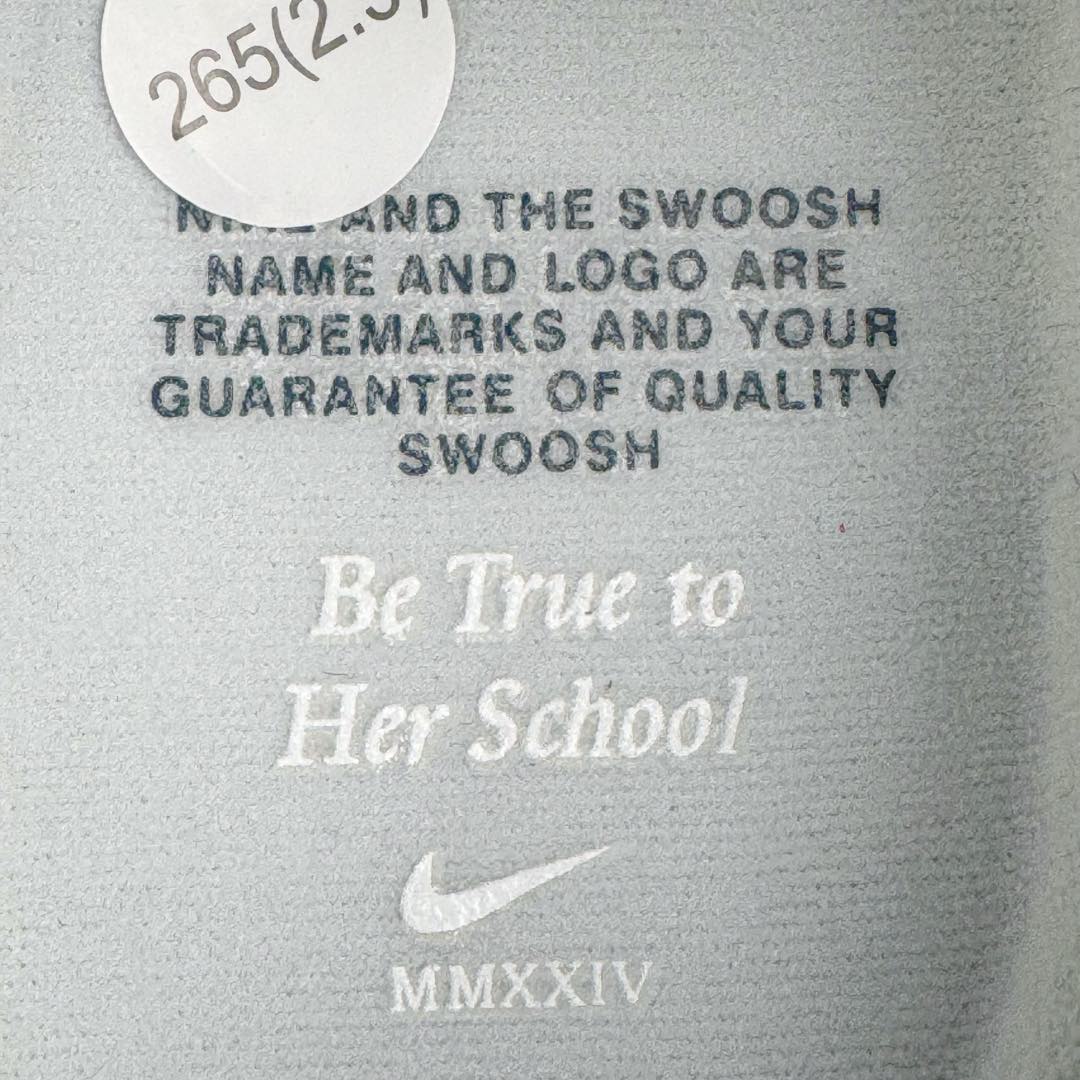 265(2.
AND THE SWOOSH
NAME AND LOGO ARE
TRADEMARKS AND YOUR
GUARANTEE OF QUALITY
SWOOSH
Be True to
Her School
MMXXIV